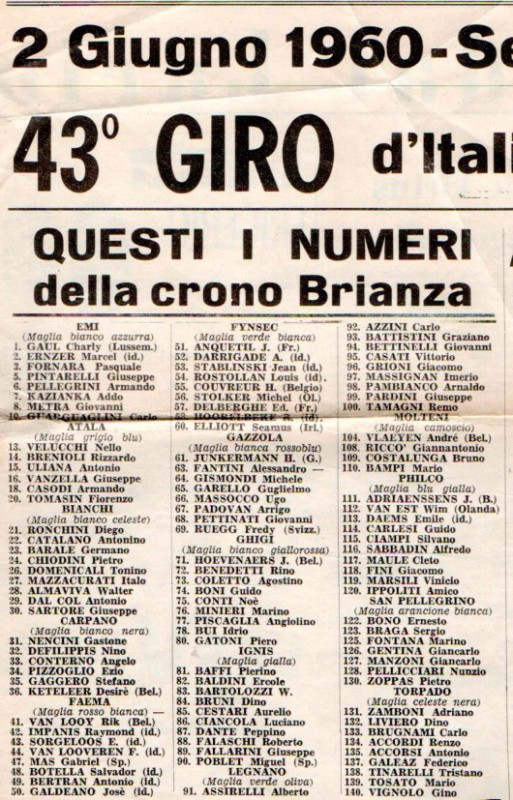 2 Giugno 1960 - Se
43º GIRO d'Itali
QUESTI I NUMERI
della crono Brianza
EMI
(Maglia bianca azzurra)
1. GAUL Charly (Lussem.)
2. ERNZER Marcel (id.)
3. FORNARA Pasquale
5. PINTARELLI Giuseppe
6. PELLEGRINI Armando
7. KAZIANKA Addo
8. METRA Giovanni
10. GUARGUAGLINI Carlo
ATALA
(Maglia grigio blu)
13. VELUCCHI Nello
14. BRENIOLI Rizzardo
15. ULIANA Antonio
16. VANZELLA Giuseppe
18. CASODI Armando
20. TOMASIN Fiorenzo
BIANCHI
(Maglia bianco celeste)
21. RONCHINI Diego
22. CATALANO Antonino
23. BARALE Germano
24. CHIODINI Pietro
26. DOMENICALI Tonino
27. MAZZACURATI Italo
28. ALMAVIVA Walter
29. DAL COL Antonio
30. SARTORE Giuseppe
CARPANO
(Maglia bianco nera)
31. NENCINI Gastone
32. DEFILIPPIS Nino
33. CONTERNO Angelo
34. PIZZOGLIO Ezio
35. GAGGERO Stefano
36. KETELEER Desirè (Bel.)
FAEMA
(Maglia rosso bianca) —
41. VAN LOOY Rik (Bel.)
42. IMPANIS Raymond (id.)
43. SORGELOOS E. (id.)
44. VAN LOOVEREN F. (id.)
47. MAS Gabriel (Sp.)
48. BOTELLA Salvador (id.)
49. BERTRAN Antonio (id.)
50. GALDEANO Josè (id.)
FYNSEC
(Maglia verde bianca)
51. ANQUETIL J. (Fr.)
52. DARRIGADE A. (id.)
53. STABLINSKI Jean (id.)
54. ROSTOLLAN Louis (id).
55. COUVREUR H. (Belgio)
56. STOLKER Michel (Ol.)
57. DELBERGHE Ed. (Fr.)
58. HOORELBEKE A. (id.)
60. ELLIOTT Seamus (Irl.)
GAZZOLA
(Maglia bianca rossoblu)
61. JUNKERMANN H. (G.)
63. FANTINI Alessandro —
64. GISMONDI Michele
65. GARELLO Guglielmo
66. MASSOCCO Ugo
67. PADOVAN Arrigo
68. PETTINATI Giovanni
69. RUEGG Fredy (Svizz.)
GHIGI
(Maglia bianco giallorossa)
71. HOEVENAERS J. (Bel.)
72. BENEDETTI Rino
73. COLETTO Agostino
74. BONI Guido
75. CONTI Noè
76. MINIERI Marino
77. PISCAGLIA Angiolino
78. BUI Idrio
80. GATONI Piero
IGNIS
(Maglia gialla)
81. BAFFI Pierino
82. BALDINI Ercole
83. BARTOLOZZI W.
84. BRUNI Dino
85. CESTARI Aurelio
86. CIANCOLA Luciano
87. DANTE Peppino
88. FALASCHI Roberto
89. FALLARINI Giuseppe
90. POBLET Miguel (Sp.)
LEGNANO
(Maglia verde oliva)
91. ASSIRELLI Alberto
92. AZZINI Carlo
93. BATTISTINI Graziano
94. BETTINELLI Giovanni
95. CASATI Vittorio
96. GRIONI Giacomo
97. MASSIGNAN Imerio
98. PAMBIANCO Arnaldo
99. PARDINI Giuseppe
100. TAMAGNI Remo
MOLTENI
(Maglia camoscio)
104. VLAEYEN André (Bel.)
108. RICCO' Giannantonio
109. COSTALUNGA Bruno
110. BAMPI Mario
PHILCO
(Maglia blu gialla)
111. ADRIAENSSENS J. (B.)
112. VAN EST Wim (Olanda)
113. DAEMS Emile (id.)
114. CARLESI Guido
115. CIAMPI Silvano
116. SABBADIN Alfredo
117. MAULE Cleto
118. FINI Giacomo
119. MARSILI Vinicio
120. IPPOLITI Amico
SAN PELLEGRINO
(Maglia arancione bianca)
122. BONO Ernesto
123. BRAGA Sergio
125. FONTANA Marino
126. GENTINA Giancarlo
127. MANZONI Giancarlo
128. PELLICCIARI Nunzio
130. ZOPPAS Pietro
TORPADO
(Maglia celeste nera)
131. ZAMBONI Adriano
132. LIVIERO Dino
133. BRUGNAMI Carlo
134. ACCORDI Renzo
135. ACCORSI Antonio
137. GALEAZ Federico
138. TINARELLI Tristano
139. TOSATO Mario
140. VIGNOLO Gino